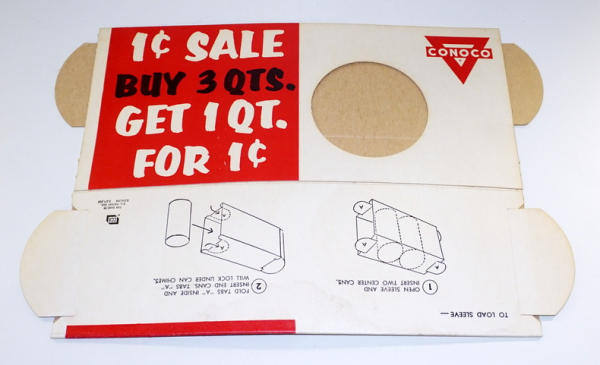 1¢ SALE
BUY 3 QTS.
GET 1 QT.
FOR 1¢
CONOCO
TO LOAD SLEEVE—
1 OPEN SLEEVE AND
INSERT TWO CENTER CANS.
2 FOLD TABS "A" INSIDE AND
INSERT END CANS. TABS "A"
WILL LOCK UNDER CAN CHIMES.
A
A
A
A
A